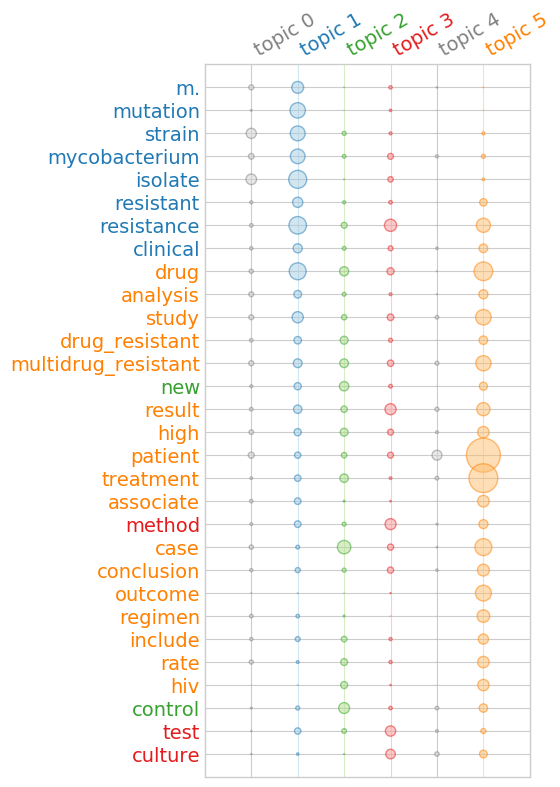 topic 0
topic 1
topic 2
topic 3
topic 4
topic 5
m.
mutation
strain
mycobacterium
isolate
resistant
resistance
clinical
drug
analysis
study
drug_resistant
multidrug_resistant
new
result
high
patient
treatment
associate
method
case
conclusion
outcome
regimen
include
rate
hiv
control
test
culture